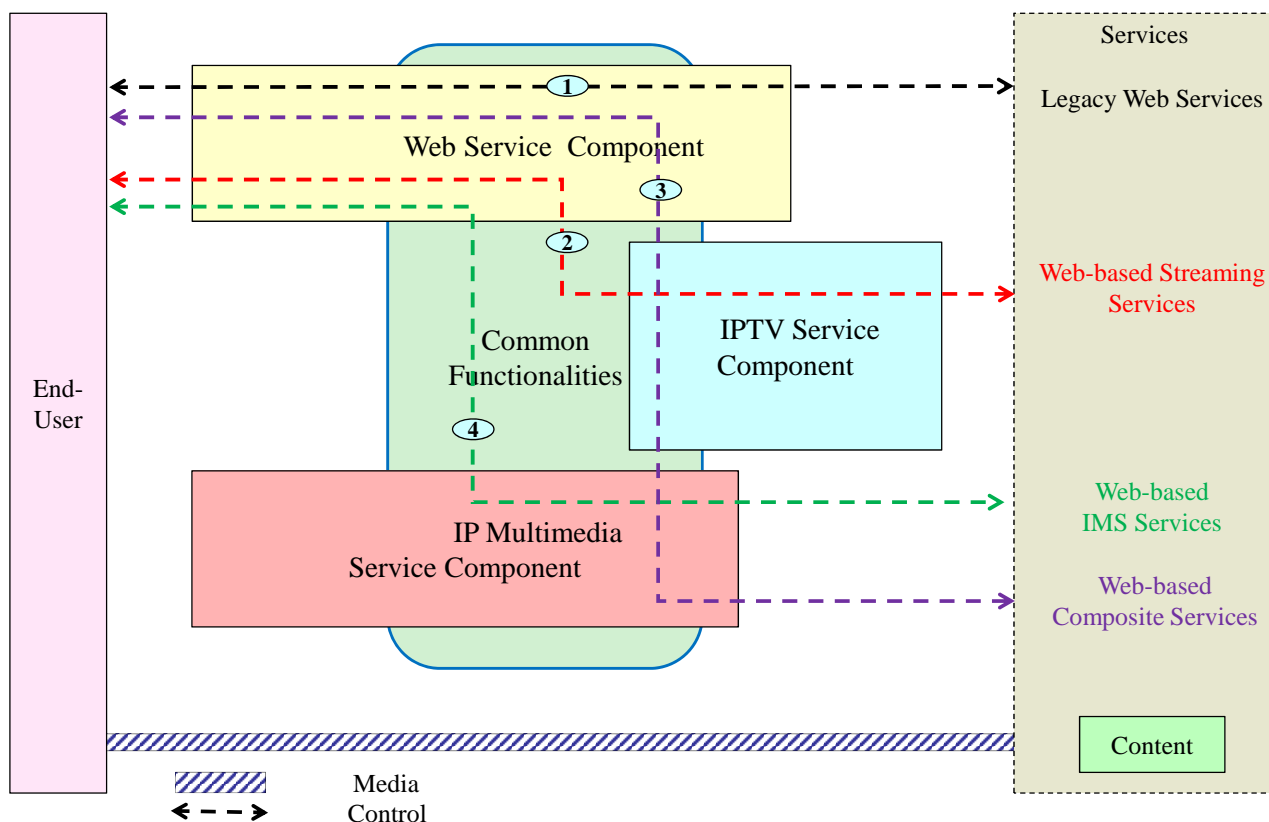 Services
1
Legacy Web Services
Web Service Component
3
2
Web-based Streaming
Services
IPTV Service
Component
Common
Functionalities
End-
User
4
Web-based
IMS Services
IP Multimedia
Service Component
Web-based
Composite Services
Content
Media
Control